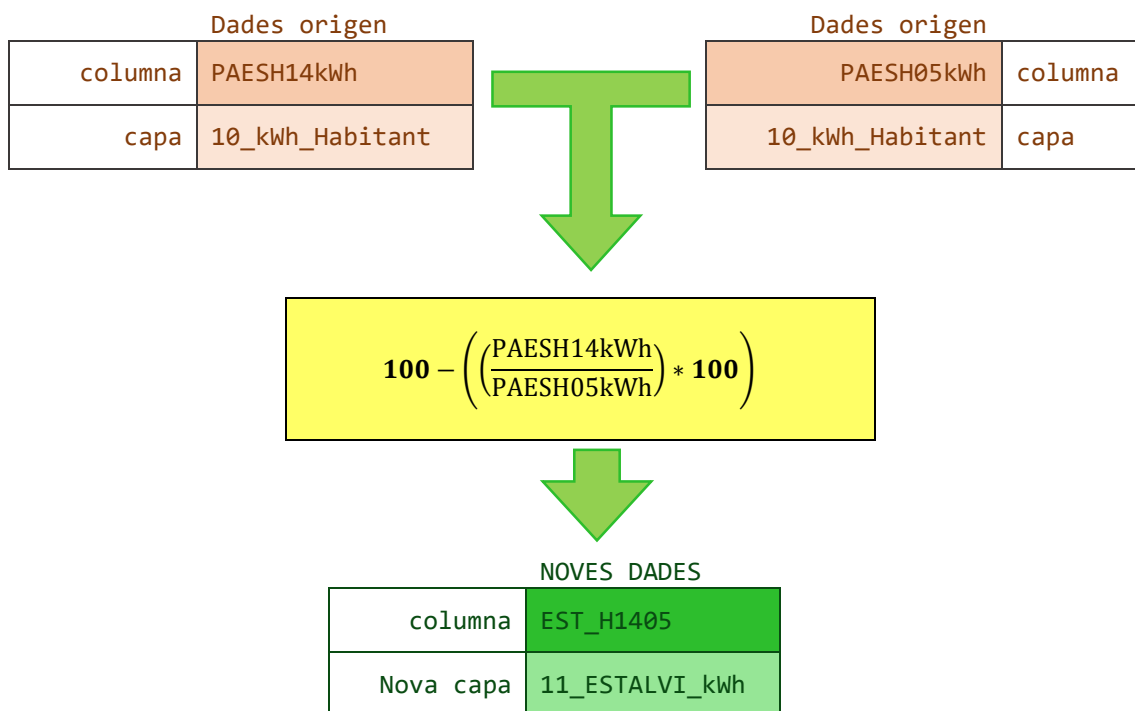 Dades origen
columna PAESH14kWh
capa 10_kWh_Habitant
Dades origen
PAESH05kWh columna
10_kWh_Habitant capa
100 − ((PAESH14kWh / PAESH05kWh) * 100)
NOVES DADES
columna EST_H1405
Nova capa 11_ESTALVI_kWh